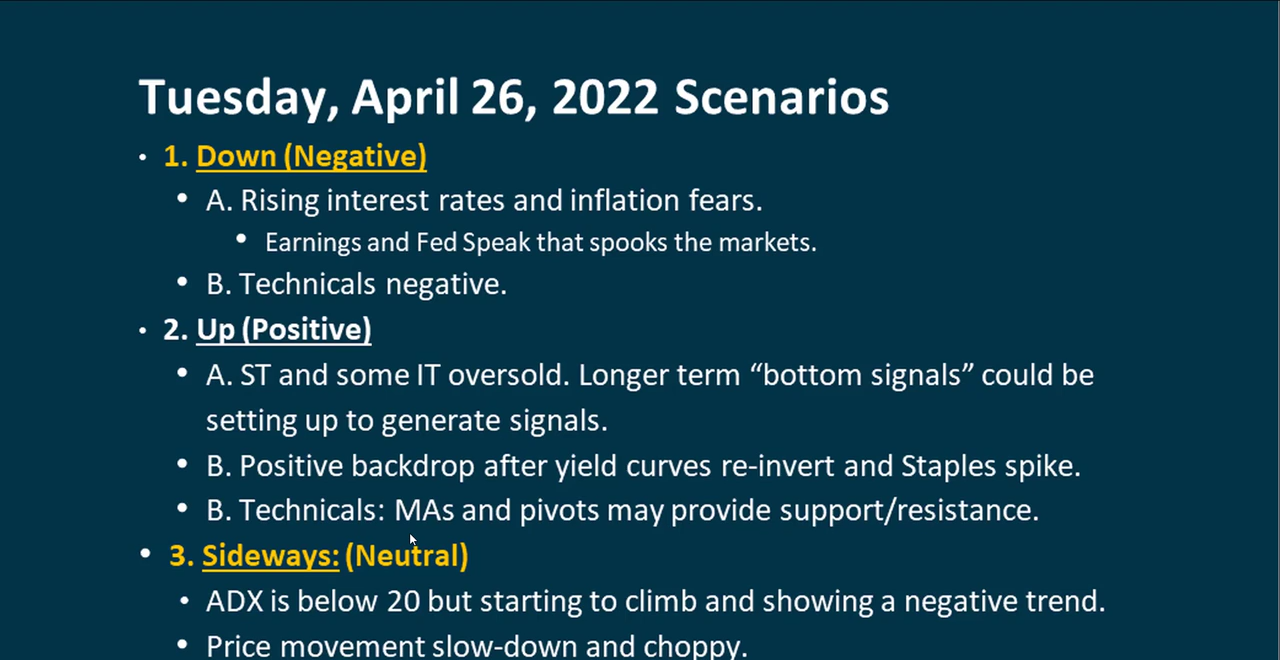 Tuesday, April 26, 2022 Scenarios
• 1. Down (Negative)
• A. Rising interest rates and inflation fears.
• Earnings and Fed Speak that spooks the markets.
• B. Technicals negative.
• 2. Up (Positive)
• A. ST and some IT oversold. Longer term “bottom signals” could be
setting up to generate signals.
• B. Positive backdrop after yield curves re-invert and Staples spike.
• B. Technicals: MAs and pivots may provide support/resistance.
• 3. Sideways: (Neutral)
• ADX is below 20 but starting to climb and showing a negative trend.
• Price movement slow-down and choppy.